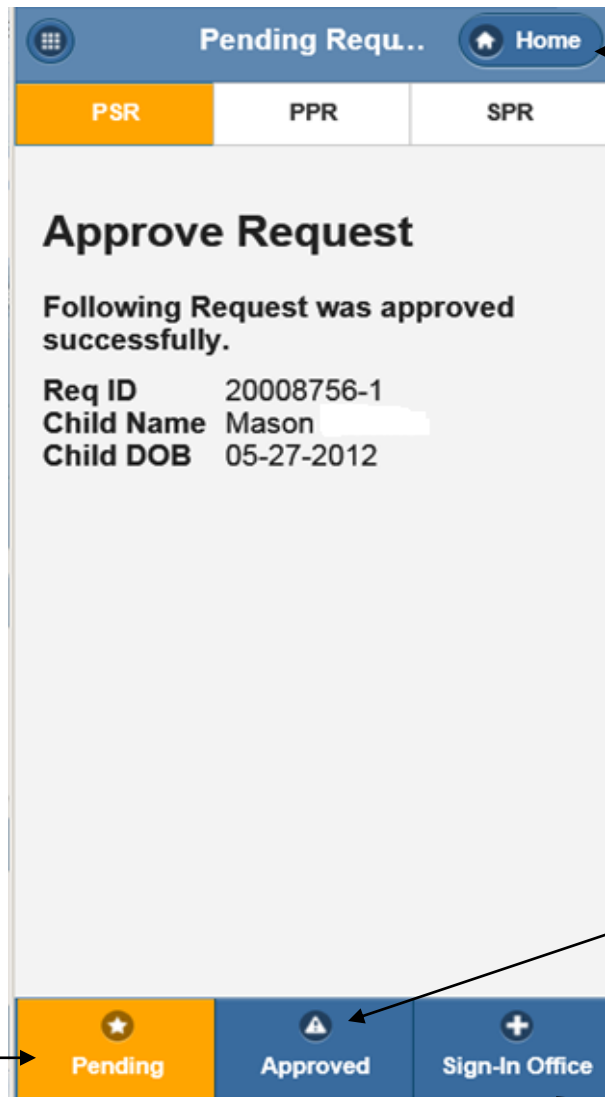 Pending Requ... Home
PSR PPR SPR
Approve Request
Following Request was approved
successfully.
Req ID 20008756-1
Child Name Mason
Child DOB 05-27-2012
Pending Approved Sign-In Office